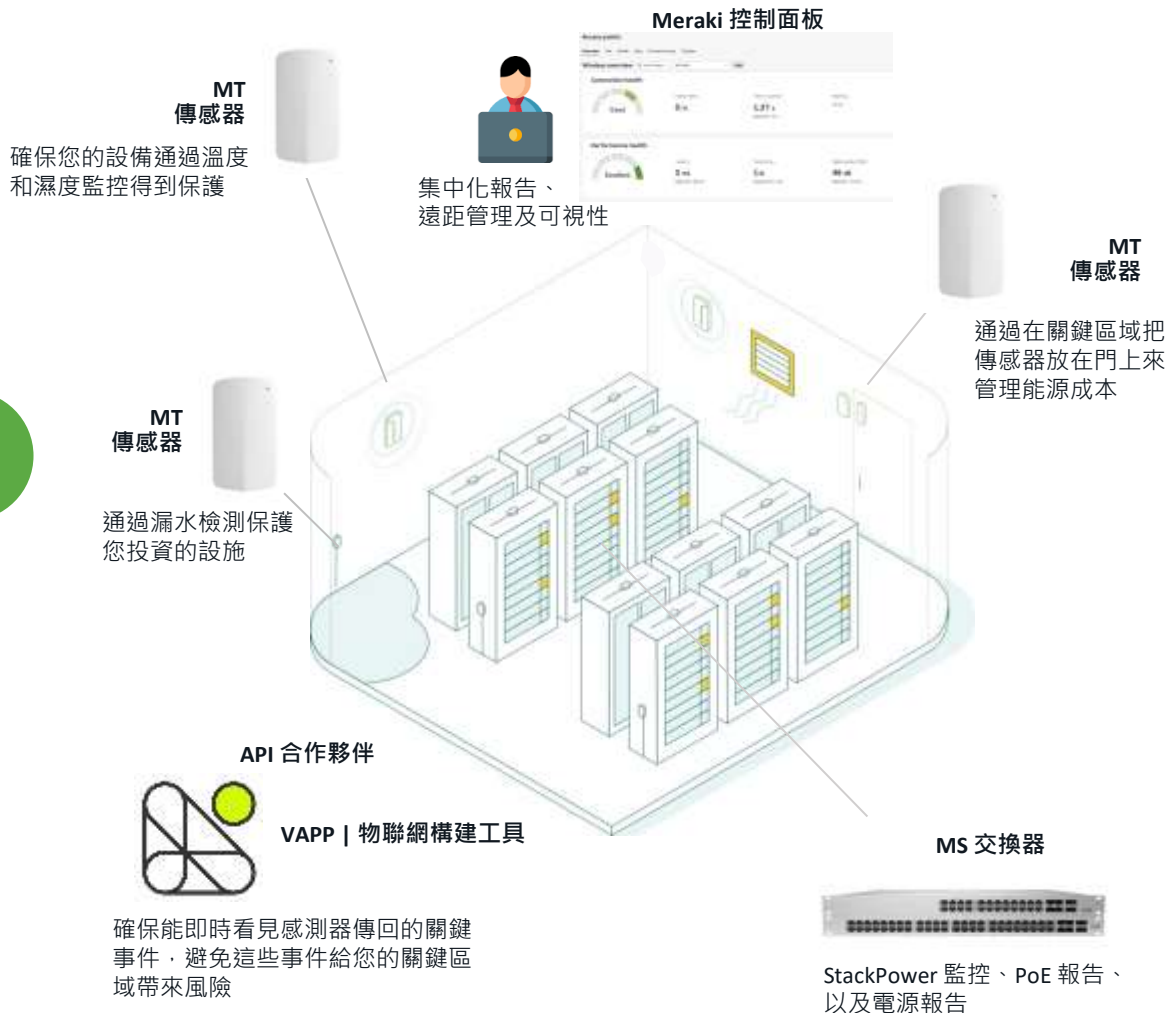 Meraki 控制面板
MT
傳感器
確保您的設備通過溫度
和濕度監控得到保護
集中化報告、
遠距管理及可視性
MT
傳感器
通過在關鍵區域把
傳感器放在門上來
管理能源成本
MT
傳感器
通過漏水檢測保護
您投資的設施
API 合作夥伴
VAPP | 物聯網構建工具
確保能即時看見感測器傳回的關鍵
事件，避免這些事件給您的關鍵區
域帶來風險
MS 交換器
StackPower 監控、PoE 報告、
以及電源報告